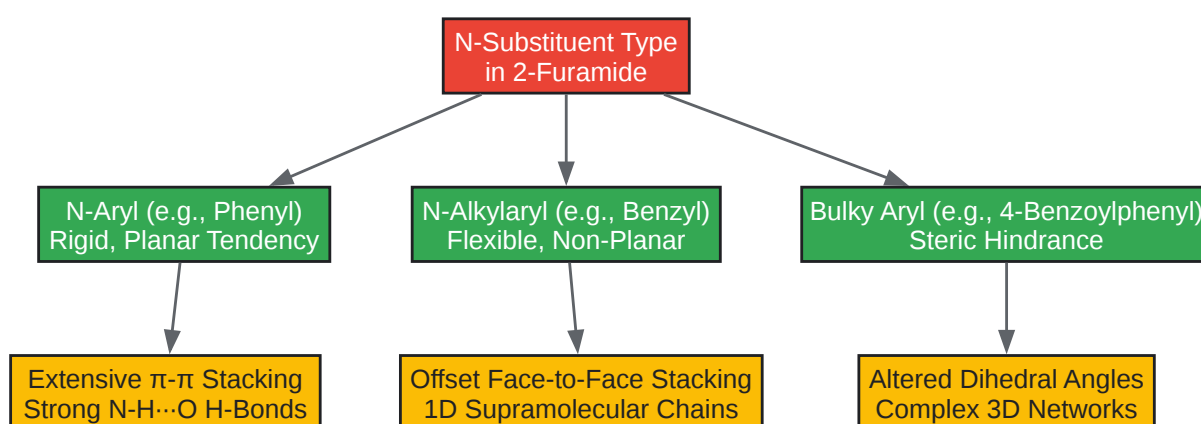 N-Substituent Type
in 2-Furamide
N-Aryl (e.g., Phenyl)
Rigid, Planar Tendency
N-Alkylaryl (e.g., Benzyl)
Flexible, Non-Planar
Bulky Aryl (e.g., 4-Benzoylphenyl)
Steric Hindrance
Extensive π-π Stacking
Strong N-H···O H-Bonds
Offset Face-to-Face Stacking
1D Supramolecular Chains
Altered Dihedral Angles
Complex 3D Networks